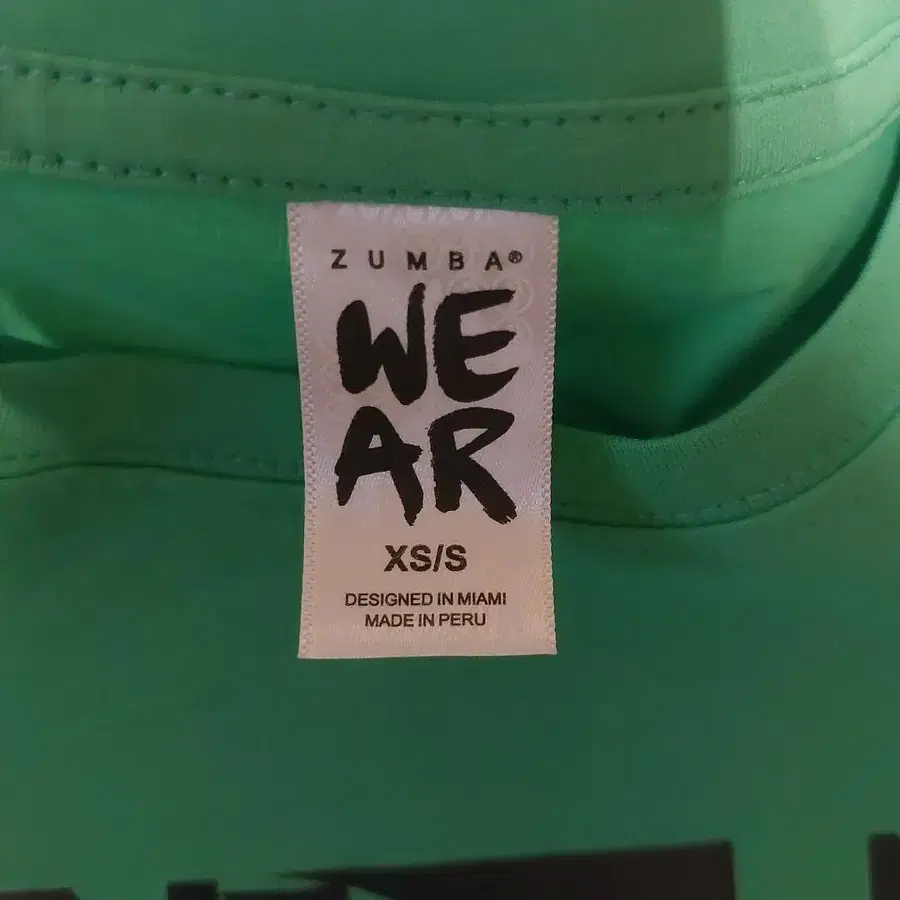 ZUMBA®
WE
AR
XS/S
DESIGNED IN MIAMI
MADE IN PERU